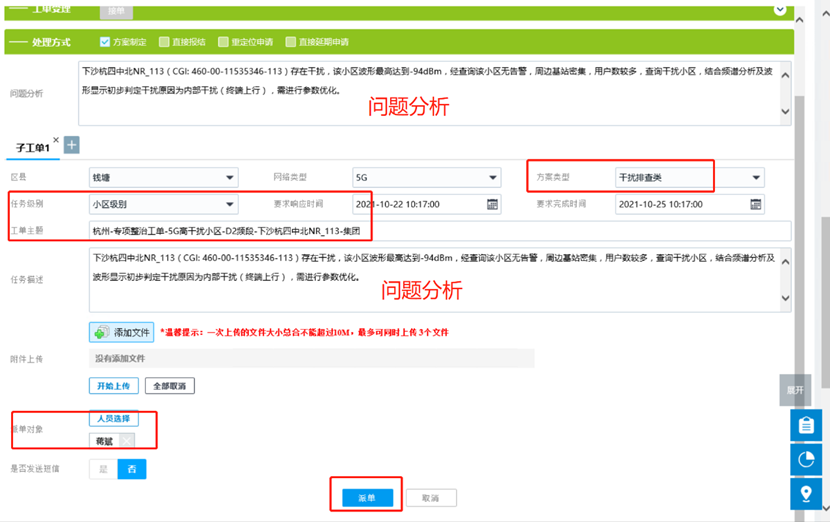 工单受理
接单
处理方式 方案制定 直接报结 重定位申请 直接延期申请
问题分析
下沙杭四中北NR_113（CGI: 460-00-11535346-113）存在干扰，该小区波形最高达到-94dBm，经查询该小区无告警，周边基站密集，用户数较多，查询干扰小区，结合频谱分析及波
形显示初步判定干扰原因为内部干扰（终端上行），需进行参数优化。
问题分析
子工单1
区县 钱塘 网络类型 5G 方案类型 干扰排查类
任务级别 小区级别 要求响应时间 2021-10-22 10:17:00 要求完成时间 2021-10-25 10:17:00
工单主题 杭州-专项整治工单-5G高干扰小区-D2频段-下沙杭四中北NR_113-集团
任务描述
下沙杭四中北NR_113（CGI: 460-00-11535346-113）存在干扰，该小区波形最高达到-94dBm，经查询该小区无告警，周边基站密集，用户数较多，查询干扰小区，结合频谱分析及
波形显示初步判定干扰原因为内部干扰（终端上行），需进行参数优化。
问题分析
添加文件 *温馨提示：一次上传的文件大小总合不能超过10M，最多可同时上传3个文件
附件上传 没有添加文件
开始上传 全部取消
展开
人员选择
派单对象
蒋斌
是否发送短信 是 否
派单 取消